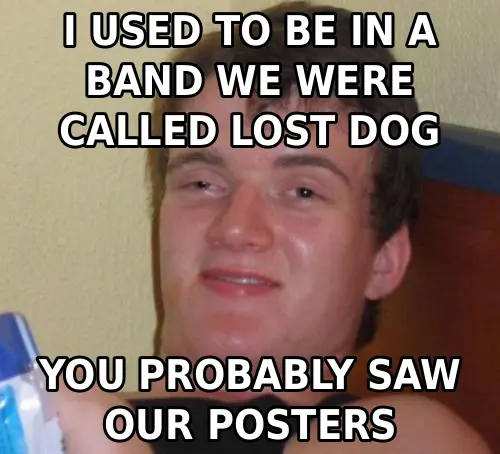 I USED TO BE IN A
BAND WE WERE
CALLED LOST DOG
YOU PROBABLY SAW
OUR POSTERS